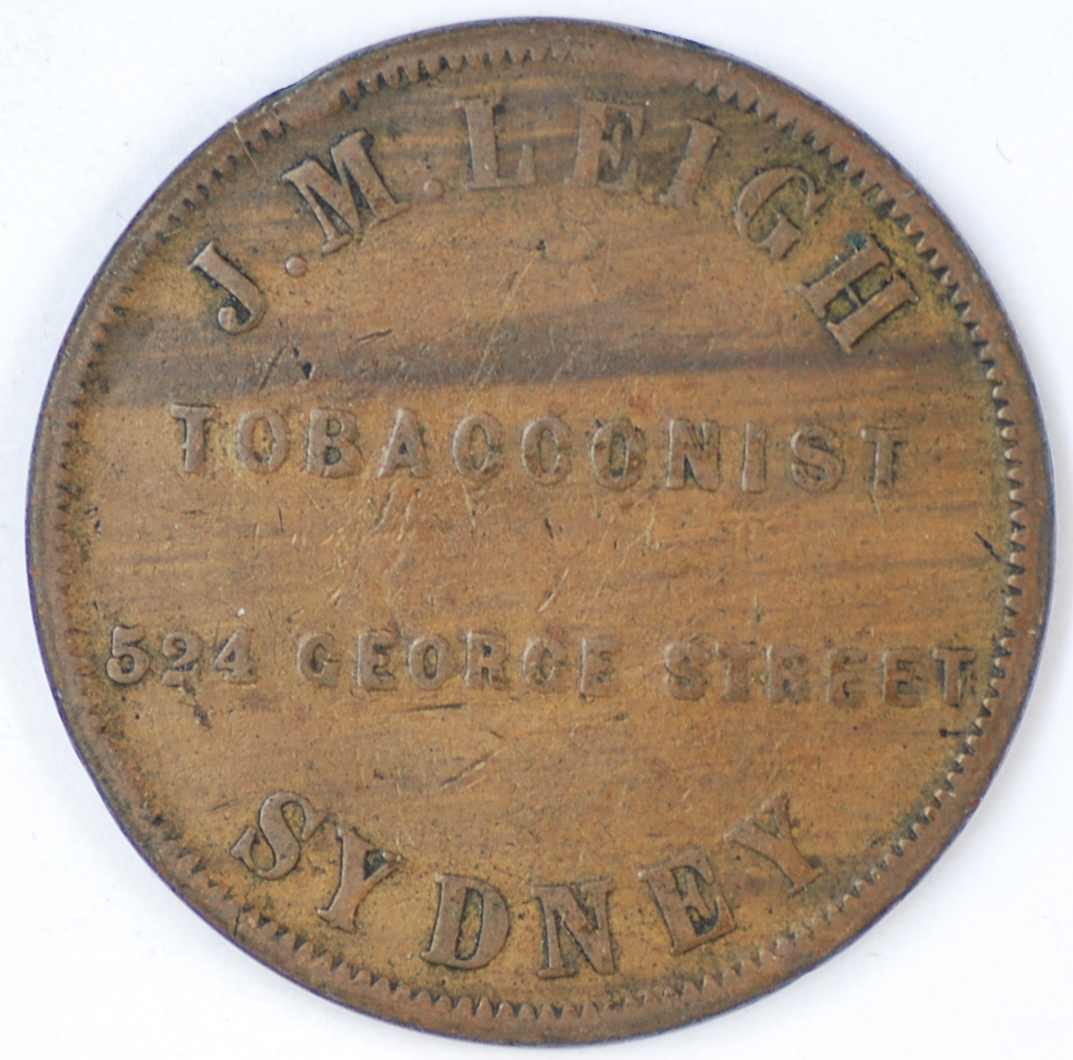 J.M.LEIGH
TOBACCONIST
524 GEORGE STREET
SYDNEY